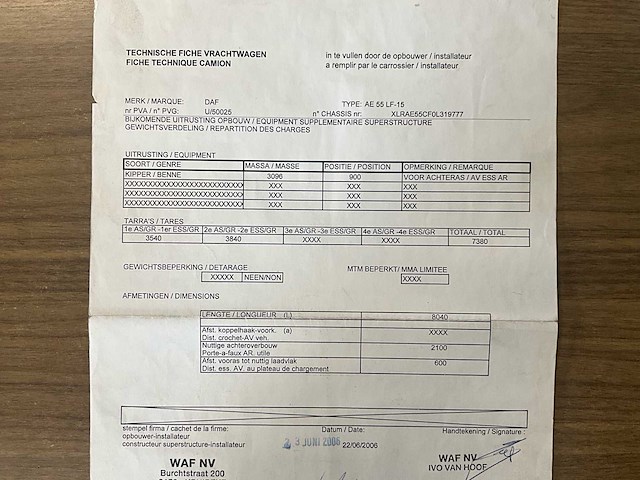 TECHNISCHE FICHE VRACHTWAGEN in te vullen door de opbouwer / installateur
FICHE TECHNIQUE CAMION a remplir par le carrossier / installateur
MERK / MARQUE: DAF TYPE: AE 55 LF-15
nr PVA / n° PVG: U/50025 n° CHASSIS nr: XLRAE55CF0L319777
BIJKOMENDE UITRUSTING OPBOUW / EQUIPMENT SUPPLEMENTAIRE SUPERSTRUCTURE
GEWICHTSVERDELING / REPARTITION DES CHARGES
UITRUSTING / EQUIPMENT
SOORT / GENRE MASSA / MASSE POSITIE / POSITION OPMERKING / REMARQUE
KIPPER / BENNE 3096 900 VOOR ACHTERAS / AV ESS AR
XXXXXXXXXXXXXXXXXXXXXXXX XXX XXX XXX
XXXXXXXXXXXXXXXXXXXXXXXX XXX XXX XXX
XXXXXXXXXXXXXXXXXXXXXXXX XXX XXX XXX
TARRA'S / TARES
1e AS/GR -1er ESS/GR 2e AS/GR -2e ESS/GR 3e AS/GR -3e ESS/GR 4e AS/GR -4e ESS/GR TOTAAL / TOTAL
3540 3840 XXXX XXXX 7380
GEWICHTSBEPERKING / DETARAGE MTM BEPERKT/ MMA LIMITEE
XXXXX NEEN/NON XXXX
AFMETINGEN / DIMENSIONS
LENGTE / LONGUEUR (L) 8040
Afst. koppelhaak-voork. (a) XXXX
Dist. crochet-AV veh.
Nuttige achteroverbouw 2100
Porte-a-faux AR. utile
Afst. vooras tot nuttig laadvlak 600
Dist. ess. AV. au plateau de chargement
stempel firma / cachet de la firme: Datum / Date: Handtekening / Signature :
opbouwer-installateur
constructeur superstructure-installateur 23 JUNI 2006 22/06/2006
WAF NV WAF NV
Burchtstraat 200 IVO VAN HOOF